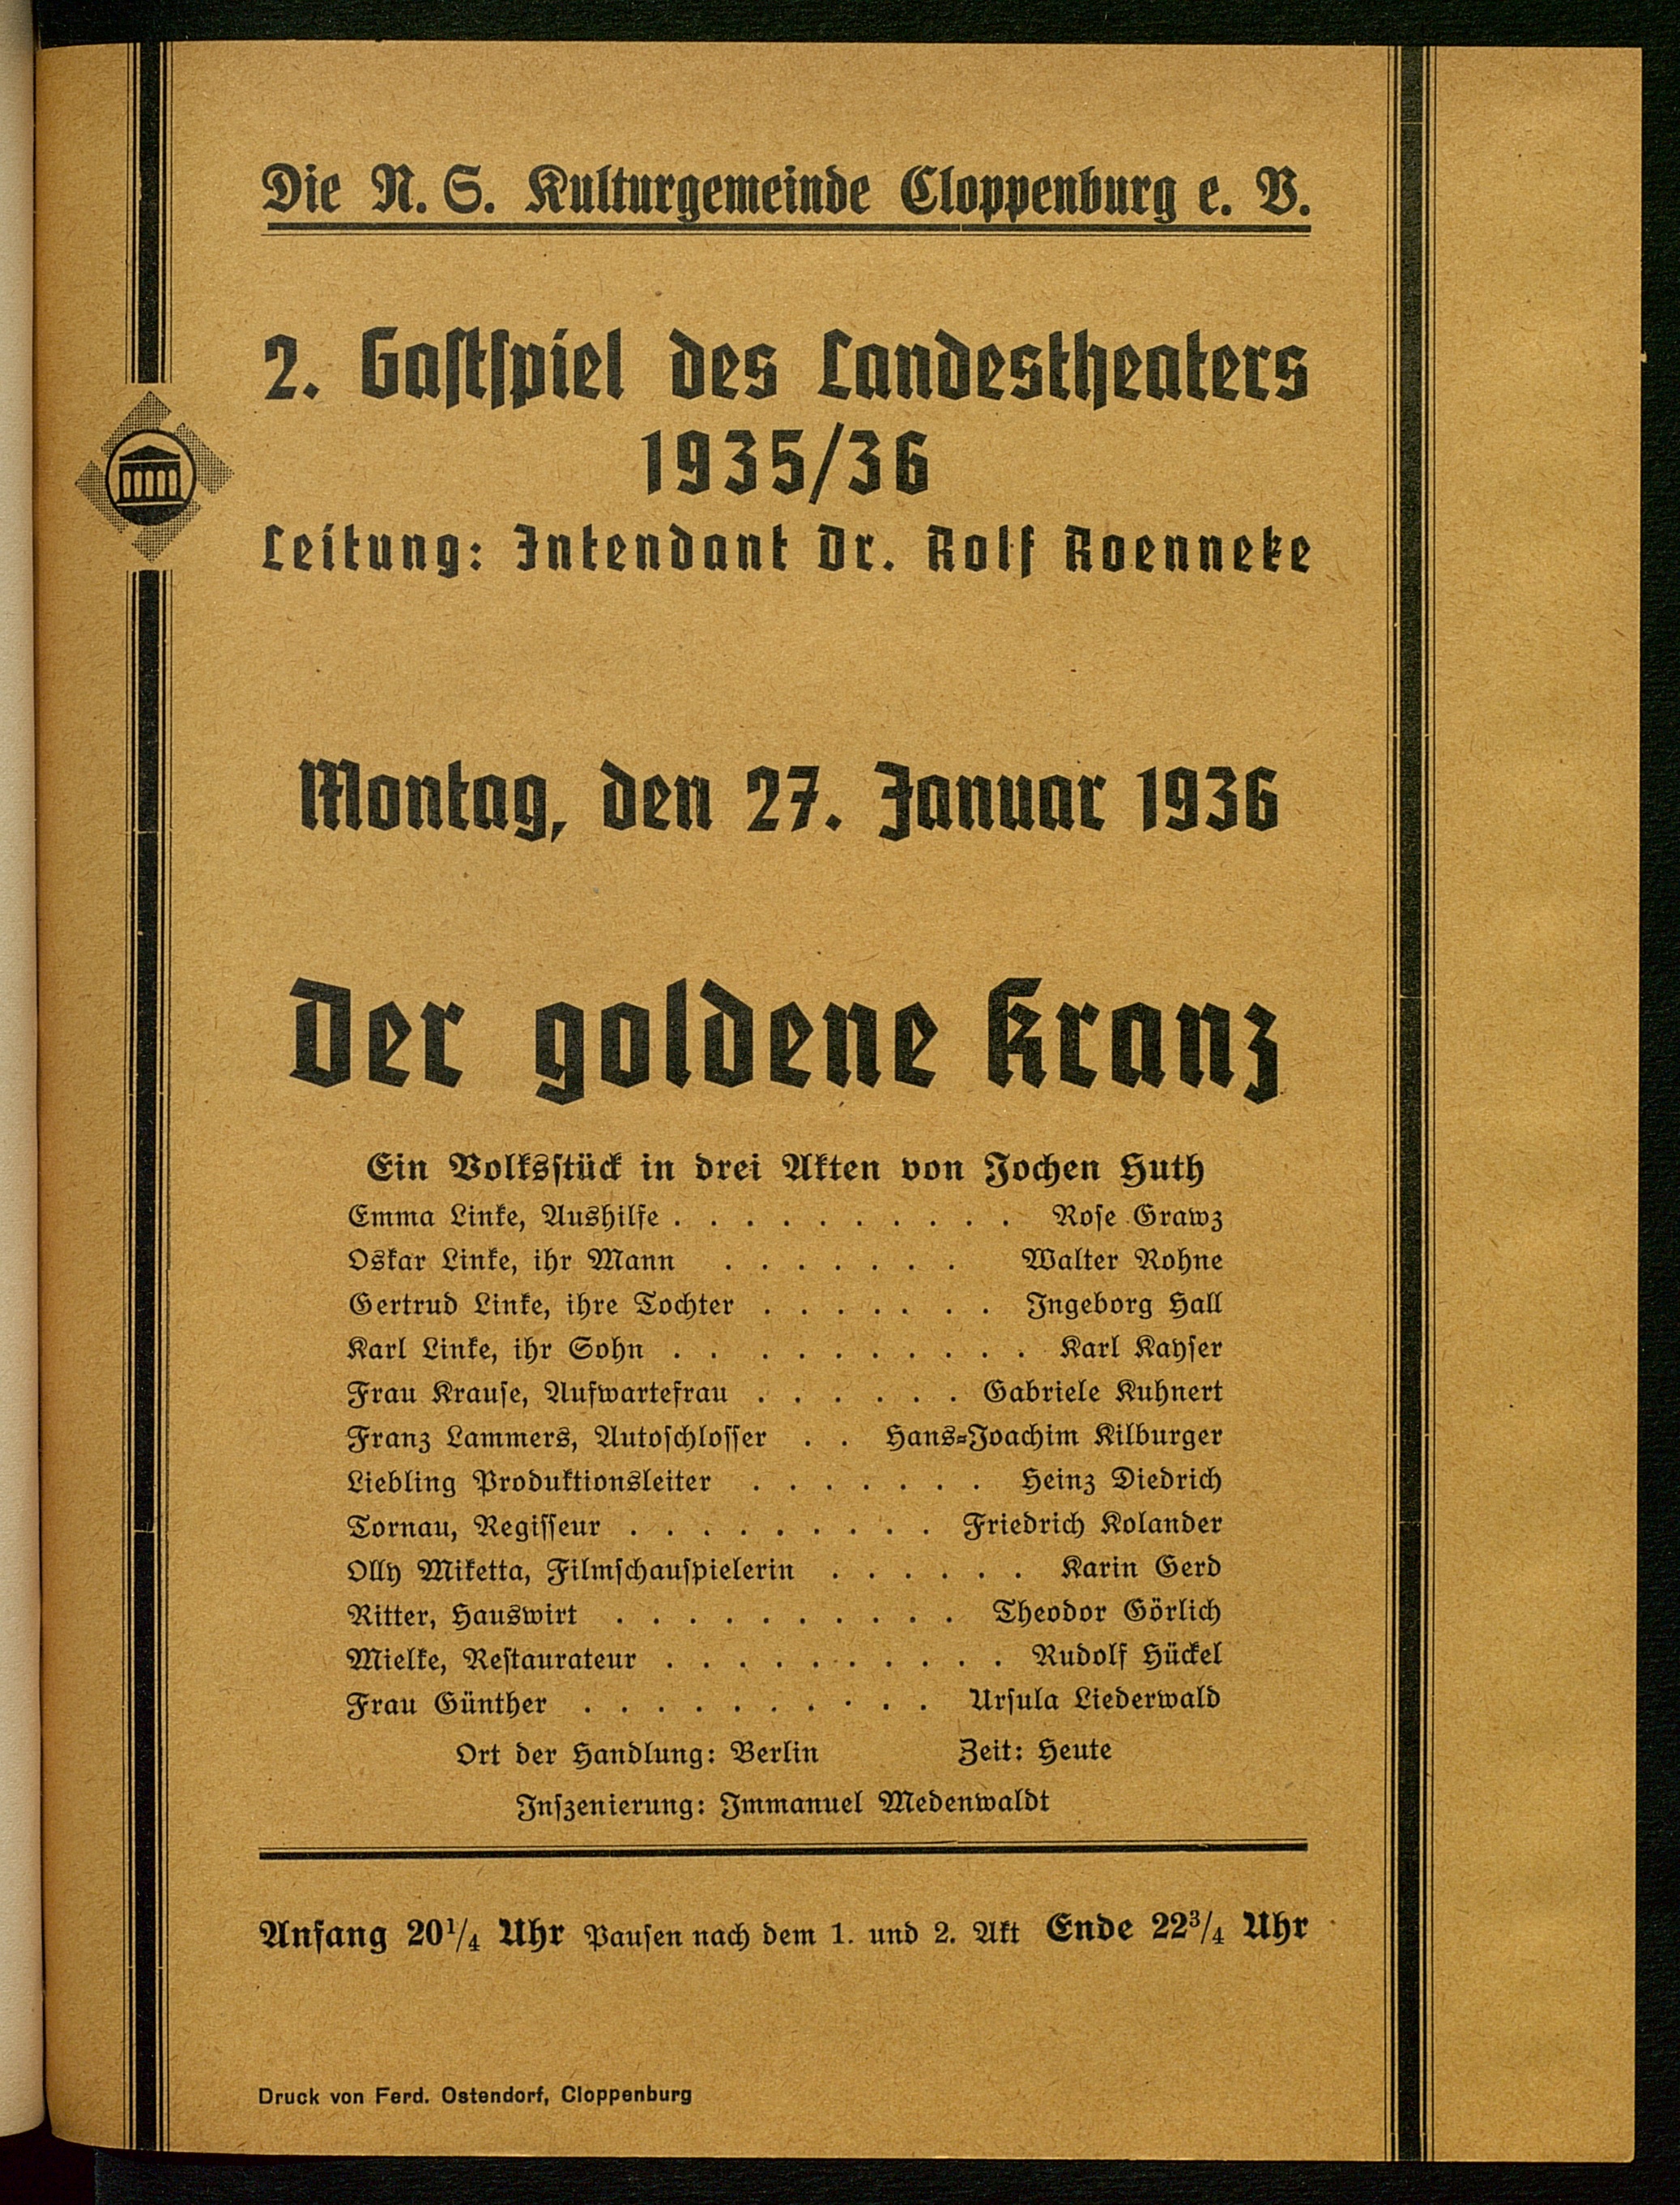 Die N. S. Kulturgemeinde Cloppenburg e. V.
2. Gastspiel des Landestheaters
1935/36
Leitung: Intendant Dr. Rolf Roenneke
Montag, den 27. Januar 1936
Der goldene Kranz
Ein Volksstück in drei Akten von Jochen Huth
Emma Linke, Aushilfe . . . . . . . . . . Rose Grawz
Oskar Linke, ihr Mann . . . . . . . Walter Rohne
Gertrud Linke, ihre Tochter . . . . . . . Ingeborg Hall
Karl Linke, ihr Sohn . . . . . . . . . . Karl Kayser
Frau Krause, Aufwartefrau . . . . . . Gabriele Kuhnert
Franz Lammers, Autoschlosser . . Hans-Joachim Kilburger
Liebling Produktionsleiter . . . . . . . Heinz Diedrich
Tornau, Regisseur . . . . . . . . . Friedrich Kolander
Olly Miketta, Filmschauspielerin . . . . . . Karin Gerd
Ritter, Hauswirt . . . . . . . . . . Theodor Görlich
Mielke, Restaurateur . . . . . . . . . . Rudolf Hückel
Frau Günther . . . . . . . . . . Ursula Liederwald
Ort der Handlung: Berlin Zeit: Heute
Inszenierung: Immanuel Medenwaldt
Anfang 20¼ Uhr Pausen nach dem 1. und 2. Akt Ende 22¾ Uhr
Druck von Ferd. Ostendorf, Cloppenburg